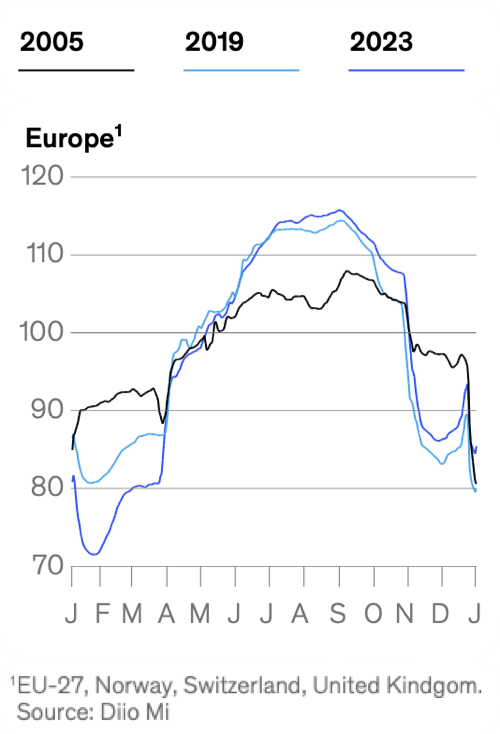 2005 2019 2023
Europe¹
120
110
100
90
80
70
J F M A M J J A S O N D J
¹EU-27, Norway, Switzerland, United Kindgom.
Source: Diio Mi